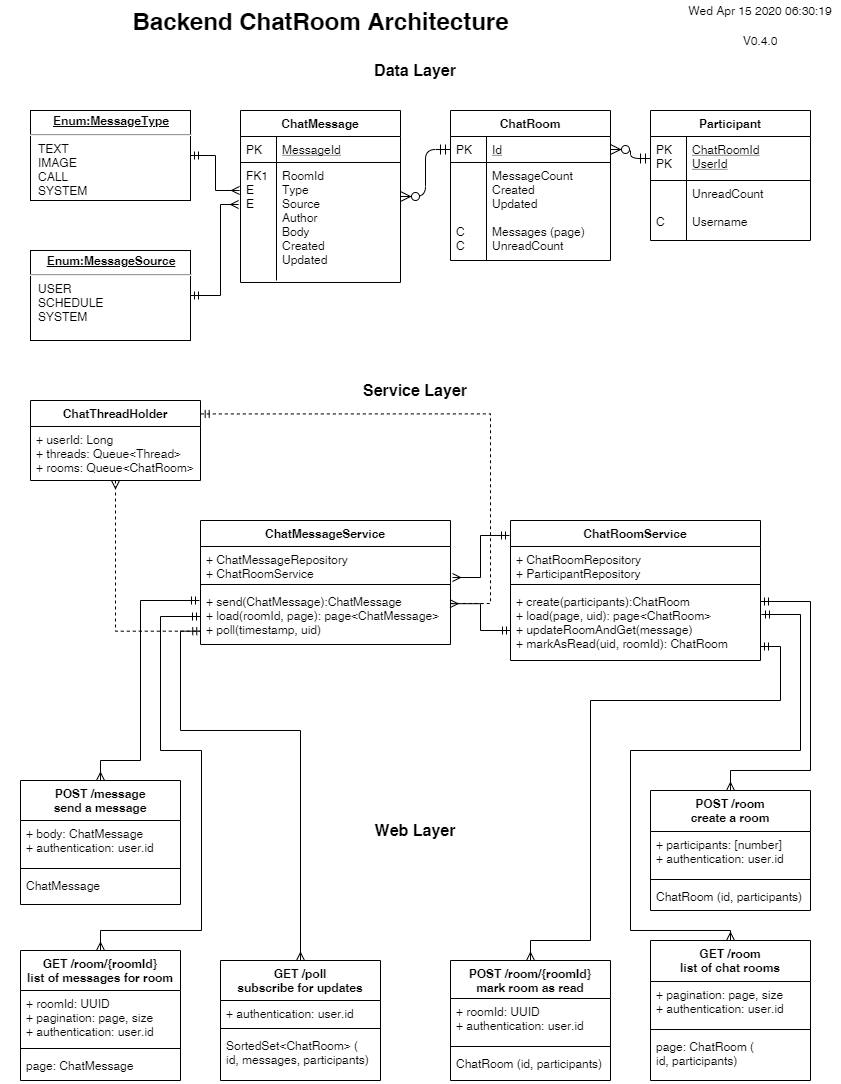 Backend ChatRoom Architecture
Wed Apr 15 2020 06:30:19
V0.4.0
Data Layer
Enum:MessageType
TEXT
IMAGE
CALL
SYSTEM
Enum:MessageSource
USER
SCHEDULE
SYSTEM
ChatMessage
PK MessageId
FK1 RoomId
E Type
E Source
Author
Body
Created
Updated
ChatRoom
PK Id
MessageCount
Created
Updated
C Messages (page)
C UnreadCount
Participant
PK ChatRoomId
PK UserId
UnreadCount
C Username
Service Layer
ChatThreadHolder
+ userId: Long
+ threads: Queue<Thread>
+ rooms: Queue<ChatRoom>
ChatMessageService
+ ChatMessageRepository
+ ChatRoomService
+ send(ChatMessage):ChatMessage
+ load(roomId, page): page<ChatMessage>
+ poll(timestamp, uid)
ChatRoomService
+ ChatRoomRepository
+ ParticipantRepository
+ create(participants):ChatRoom
+ load(page, uid): page<ChatRoom>
+ updateRoomAndGet(message)
+ markAsRead(uid, roomId): ChatRoom
Web Layer
POST /message
send a message
+ body: ChatMessage
+ authentication: user.id
ChatMessage
POST /room
create a room
+ participants: [number]
+ authentication: user.id
ChatRoom (id, participants)
GET /room/{roomId}
list of messages for room
+ roomId: UUID
+ pagination: page, size
+ authentication: user.id
page: ChatMessage
GET /poll
subscribe for updates
+ authentication: user.id
SortedSet<ChatRoom> (
id, messages, participants)
POST /room/{roomId}
mark room as read
+ roomId: UUID
+ authentication: user.id
ChatRoom (id, participants)
GET /room
list of chat rooms
+ pagination: page, size
+ authentication: user.id
page: ChatRoom (
id, participants)